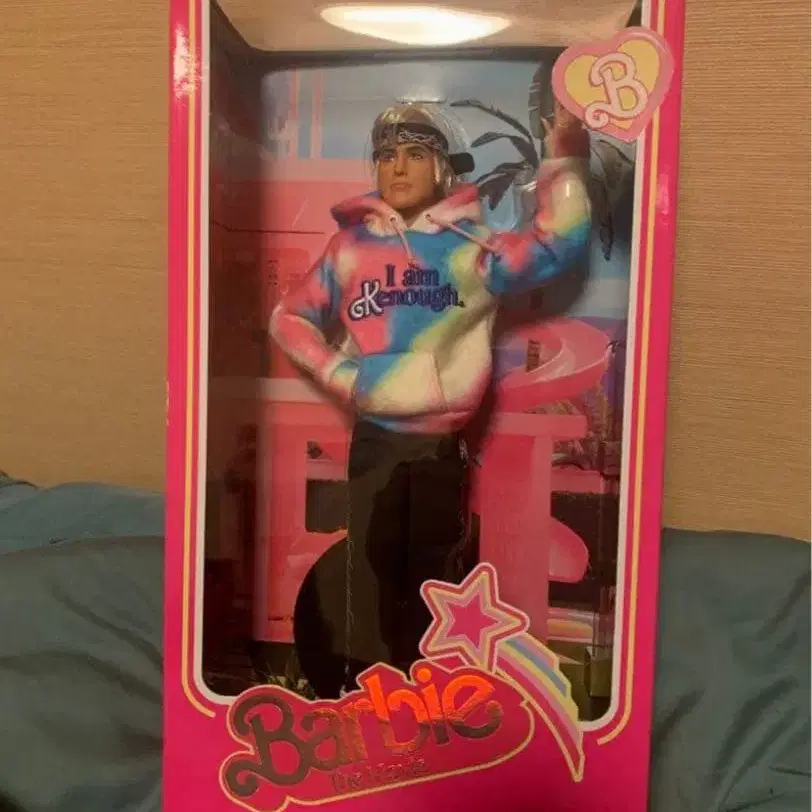 B
I am
Kenough.
Barbie
The Movie